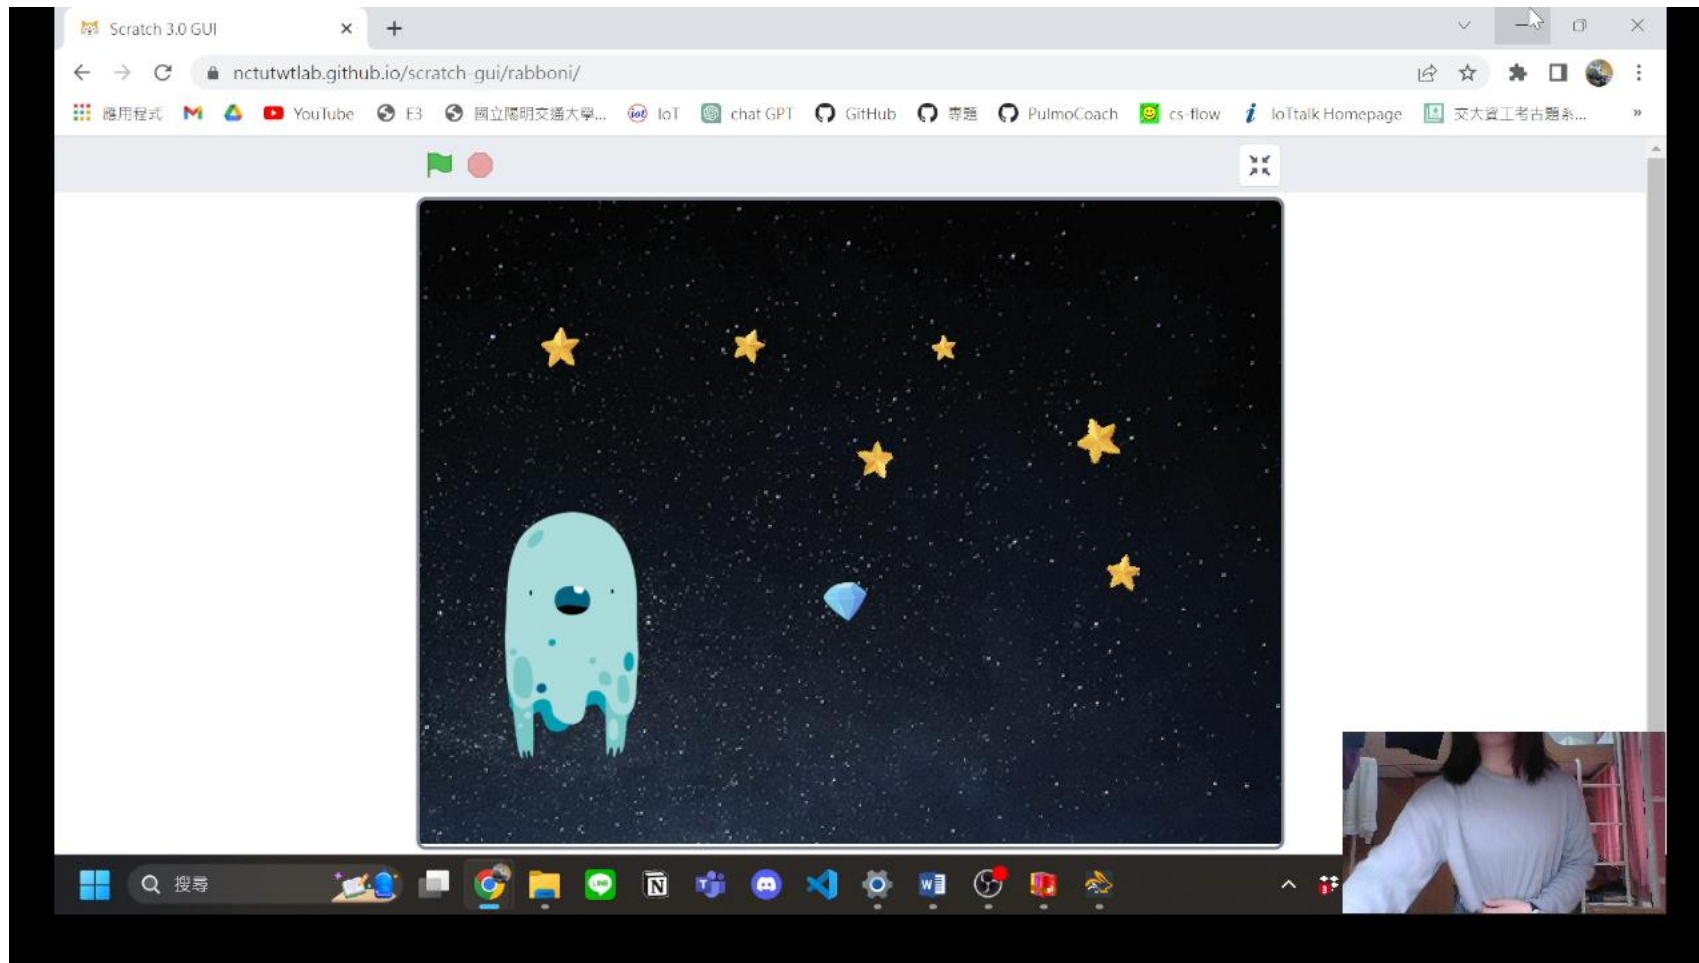 Scratch 3.0 GUI
nctutwtlab.github.io/scratch-gui/rabboni/
應用程式 YouTube E3 國立陽明交通大學... IoT chat GPT GitHub 專題 PulmoCoach cs-flow IoTtalk Homepage 交大資工考古題系... »
搜尋